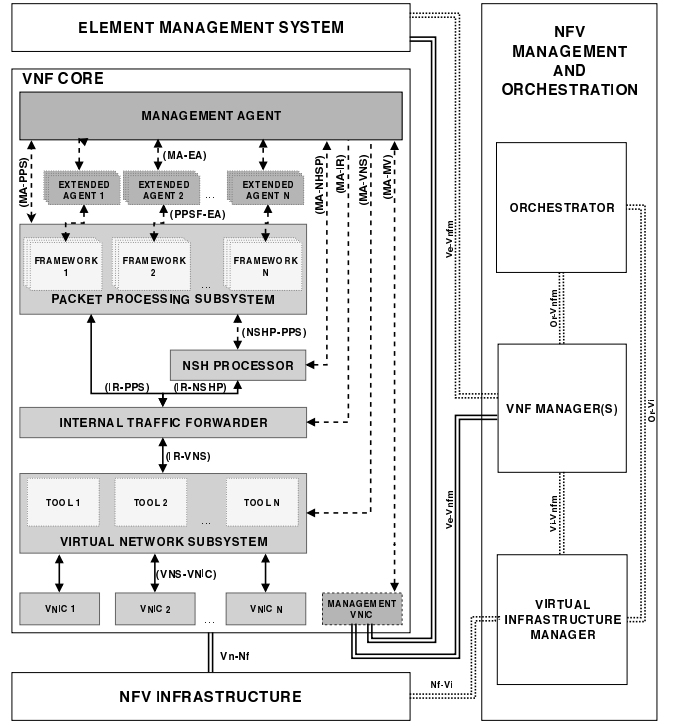 ELEMENT MANAGEMENT SYSTEM
NFV
MANAGEMENT
AND
ORCHESTRATION
VNF CORE
MANAGEMENT AGENT
(MA-PPS)
(MA-EA)
(MA-NHSP)
(MA-IR)
(MA-VNS)
(MA-MV)
EXTENDED
AGENT 1
EXTENDED
AGENT 2
...
EXTENDED
AGENT N
(PPSF-EA)
FRAMEWORK
1
FRAMEWORK
2
...
FRAMEWORK
N
PACKET PROCESSING SUBSYSTEM
(NSHP-PPS)
NSH PROCESSOR
(IR-PPS)
(IR-NSHP)
INTERNAL TRAFFIC FORWARDER
(IR-VNS)
TOOL 1
TOOL 2
...
TOOL N
VIRTUAL NETWORK SUBSYSTEM
(VNS-VNIC)
VNIC 1
VNIC 2
...
VNIC N
MANAGEMENT
VNIC
Vn-Nf
NFV INFRASTRUCTURE
Ve-Vnfm
Ve-Vnfm
ORCHESTRATOR
Or-Vnfm
VNF MANAGER(S)
Or-Vi
Vi-Vnfm
VIRTUAL
INFRASTRUCTURE
MANAGER
Nf-Vi